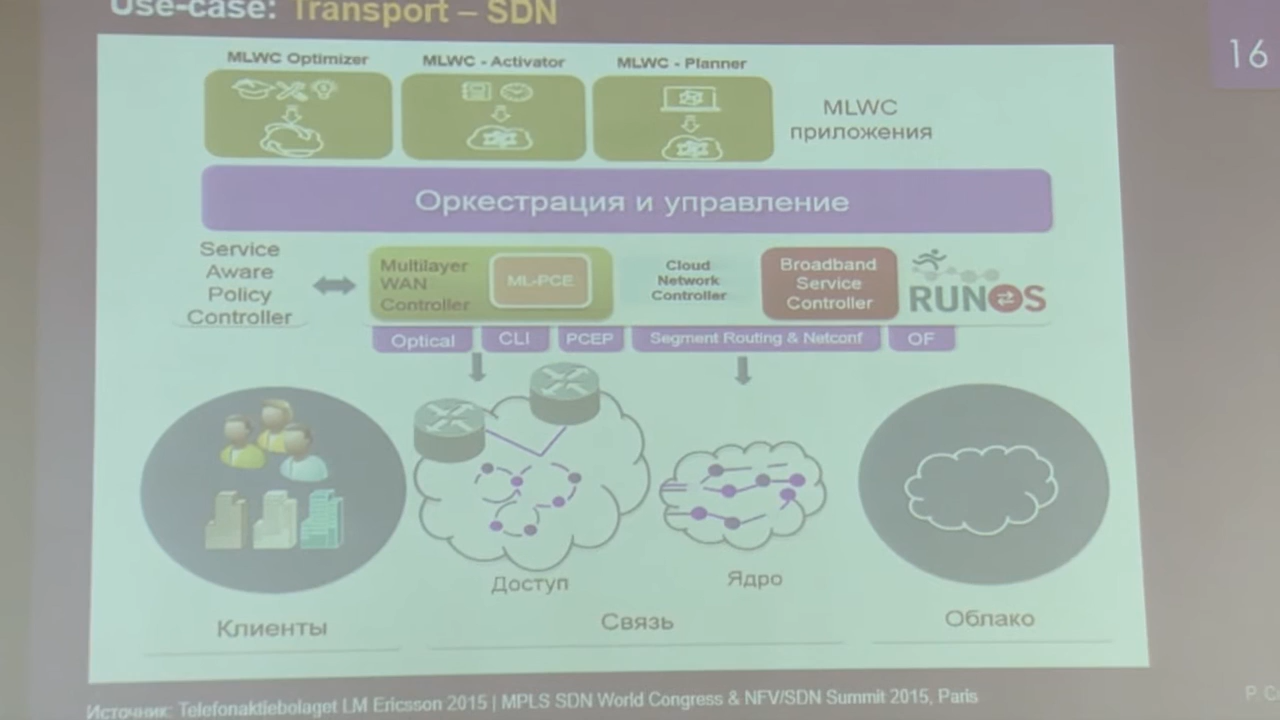 Use-case: Transport – SDN
16
MLWC Optimizer
MLWC - Activator
MLWC - Planner
MLWC
приложения
Оркестрация и управление
Service
Aware
Policy
Controller
Multilayer
WAN
Controller
ML-PCE
Cloud
Network
Controller
Broadband
Service
Controller
RUNOS
Optical
CLI
PCEP
Segment Routing & Netconf
OF
Доступ
Ядро
Клиенты
Связь
Облако
Источник: Telefonaktiebolaget LM Ericsson 2015 | MPLS SDN World Congress & NFV/SDN Summit 2015, Paris